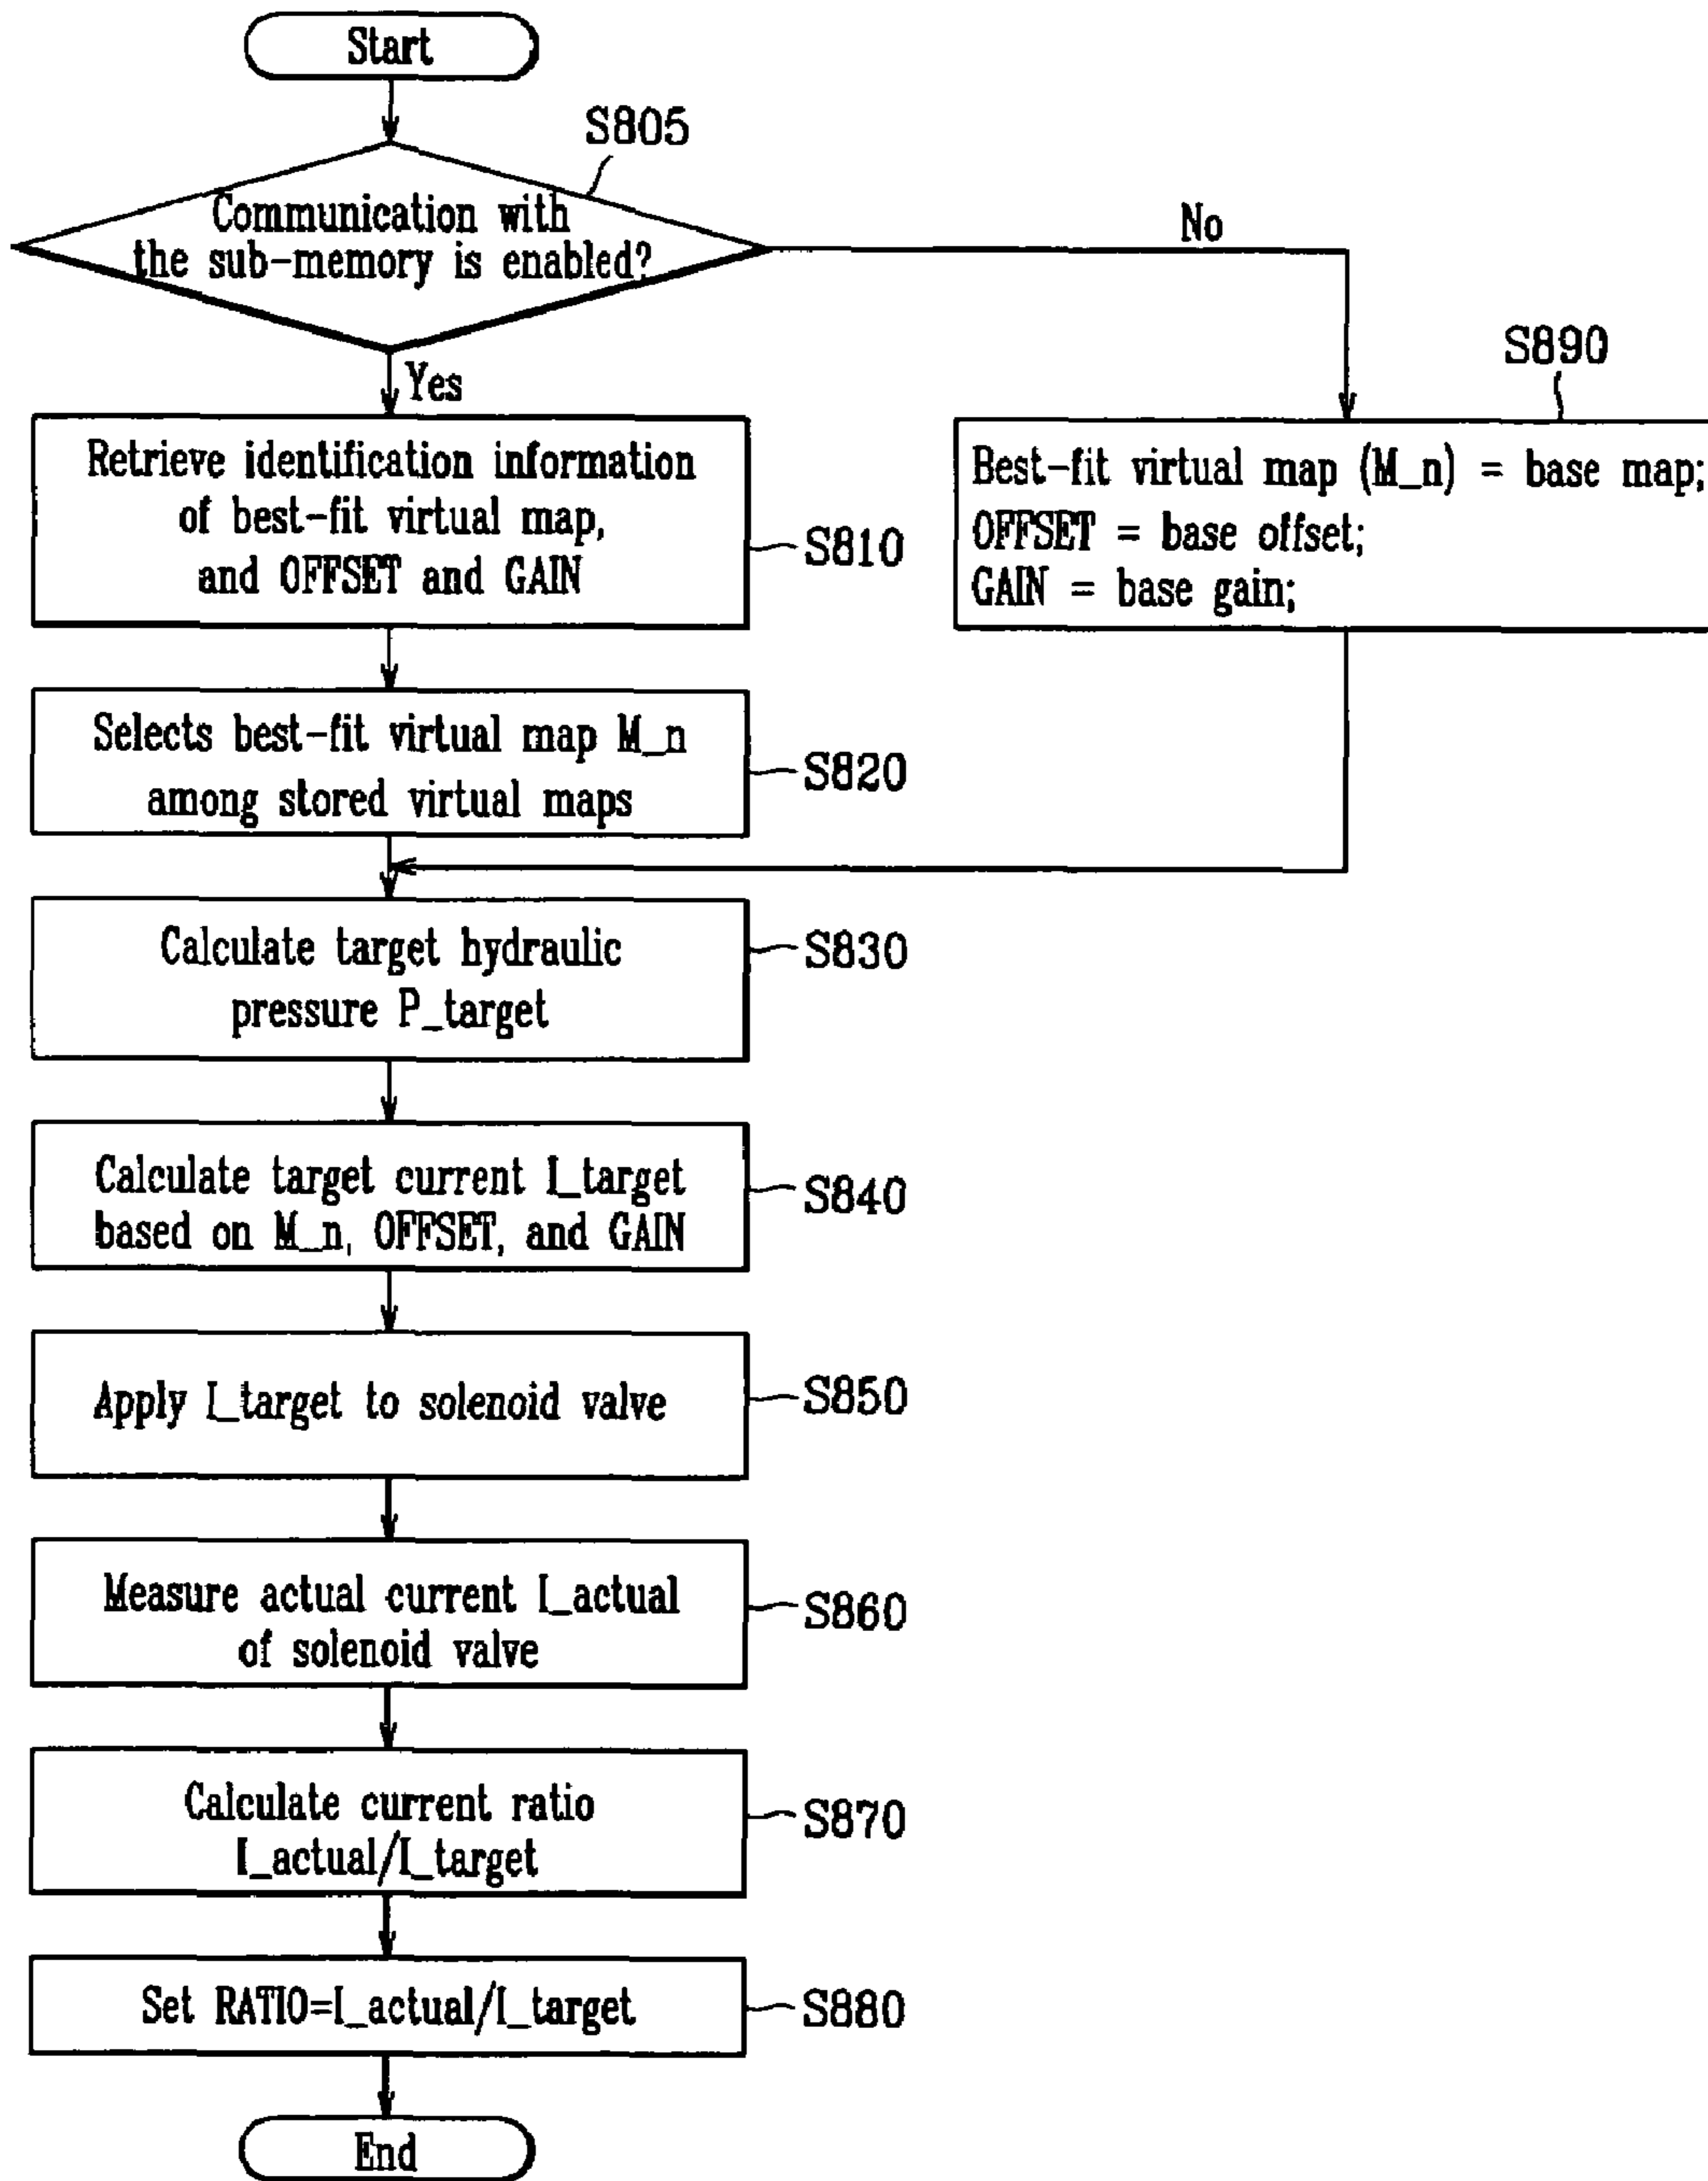 Start
S805
Communication with
the sub-memory is enabled?
No
Yes
S890
Retrieve identification information
of best-fit virtual map,
and OFFSET and GAIN
S810
Best-fit virtual map (M_n) = base map;
OFFSET = base offset;
GAIN = base gain;
Selects best-fit virtual map M_n
among stored virtual maps
S820
Calculate target hydraulic
pressure P_target
S830
Calculate target current I_target
based on M_n, OFFSET, and GAIN
S840
Apply I_target to solenoid valve
S850
Measure actual current I_actual
of solenoid valve
S860
Calculate current ratio
I_actual/I_target
S870
Set RATIO=I_actual/I_target
S880
End